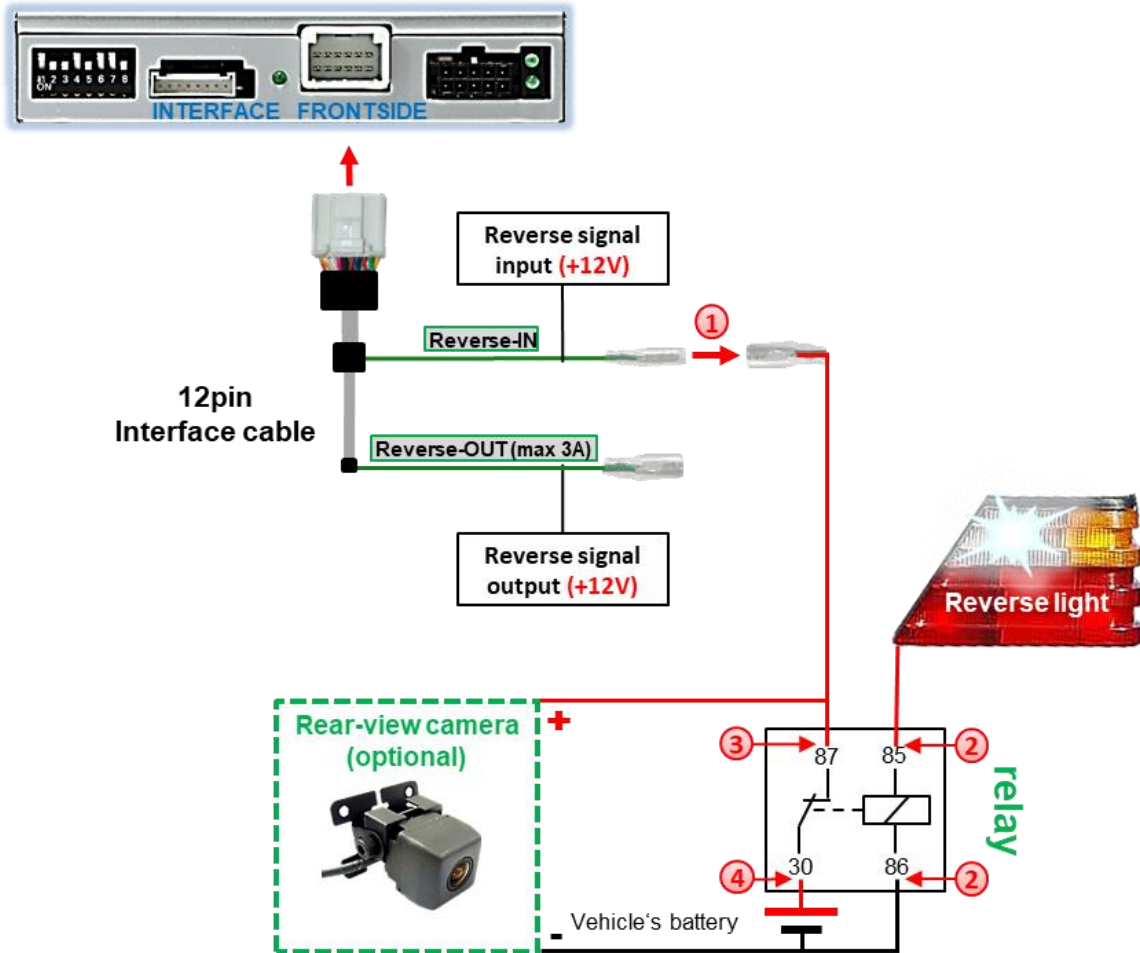 1 2 3 4 5 6 7 8
ON
INTERFACE FRONTSIDE
Reverse signal
input (+12V)
1
Reverse-IN
12pin
Interface cable
Reverse-OUT (max 3A)
Reverse signal
output (+12V)
Reverse light
Rear-view camera
(optional)
+
3
87
85
2
relay
4
30
86
2
-
Vehicle‘s battery